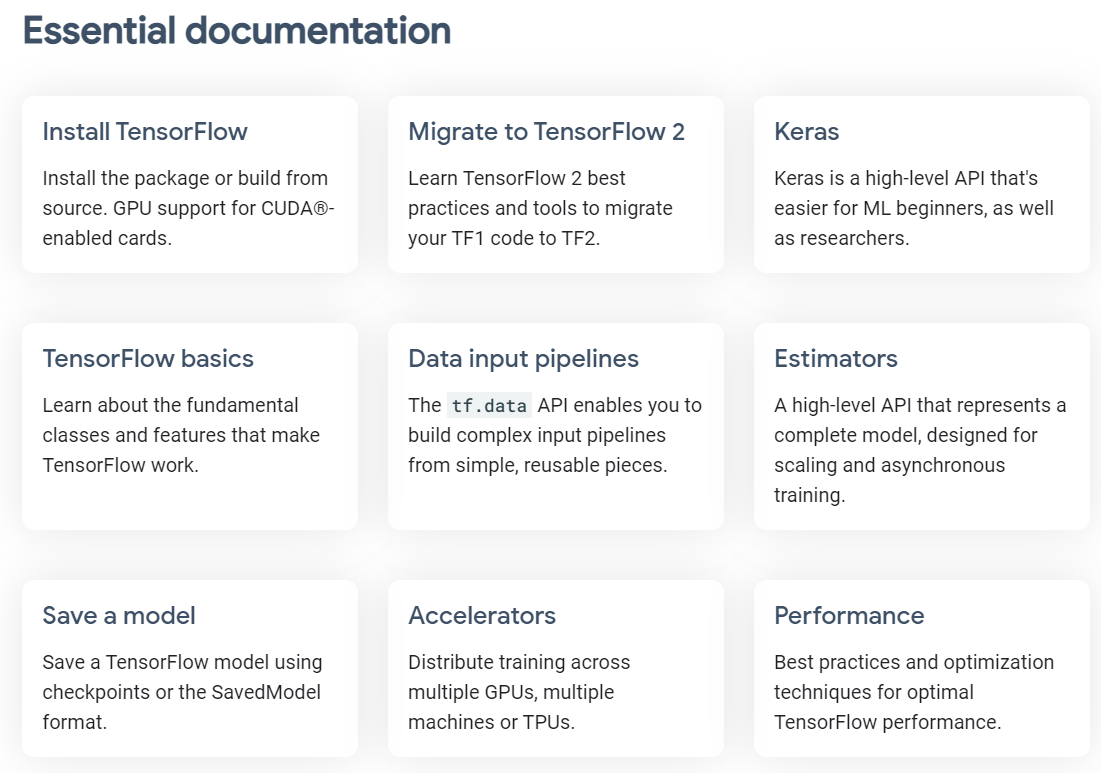 Essential documentation
Install TensorFlow
Install the package or build from
source. GPU support for CUDA®-
enabled cards.
Migrate to TensorFlow 2
Learn TensorFlow 2 best
practices and tools to migrate
your TF1 code to TF2.
Keras
Keras is a high-level API that's
easier for ML beginners, as well
as researchers.
TensorFlow basics
Learn about the fundamental
classes and features that make
TensorFlow work.
Data input pipelines
The tf.data API enables you to
build complex input pipelines
from simple, reusable pieces.
Estimators
A high-level API that represents a
complete model, designed for
scaling and asynchronous
training.
Save a model
Save a TensorFlow model using
checkpoints or the SavedModel
format.
Accelerators
Distribute training across
multiple GPUs, multiple
machines or TPUs.
Performance
Best practices and optimization
techniques for optimal
TensorFlow performance.